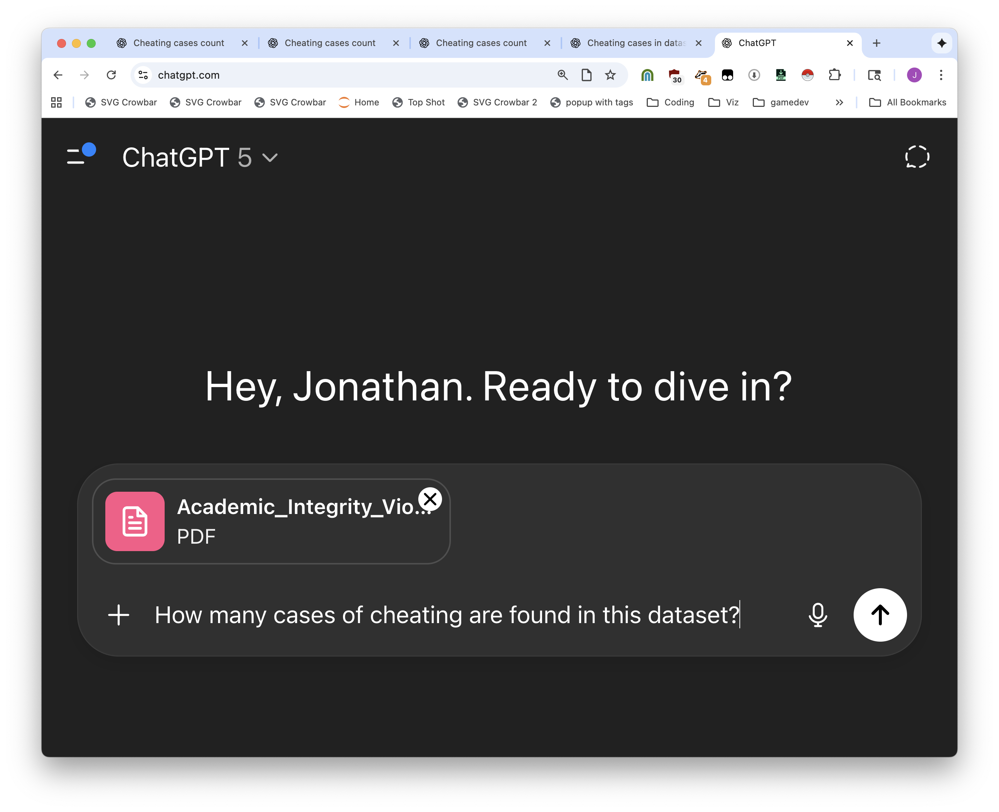 Cheating cases count
Cheating cases count
Cheating cases count
Cheating cases in datas
ChatGPT
chatgpt.com
30
4
PDF
J
SVG Crowbar
SVG Crowbar
SVG Crowbar
Home
Top Shot
SVG Crowbar 2
popup with tags
Coding
Viz
gamedev
All Bookmarks
ChatGPT 5
Hey, Jonathan. Ready to dive in?
Academic_Integrity_Vio...
PDF
How many cases of cheating are found in this dataset?